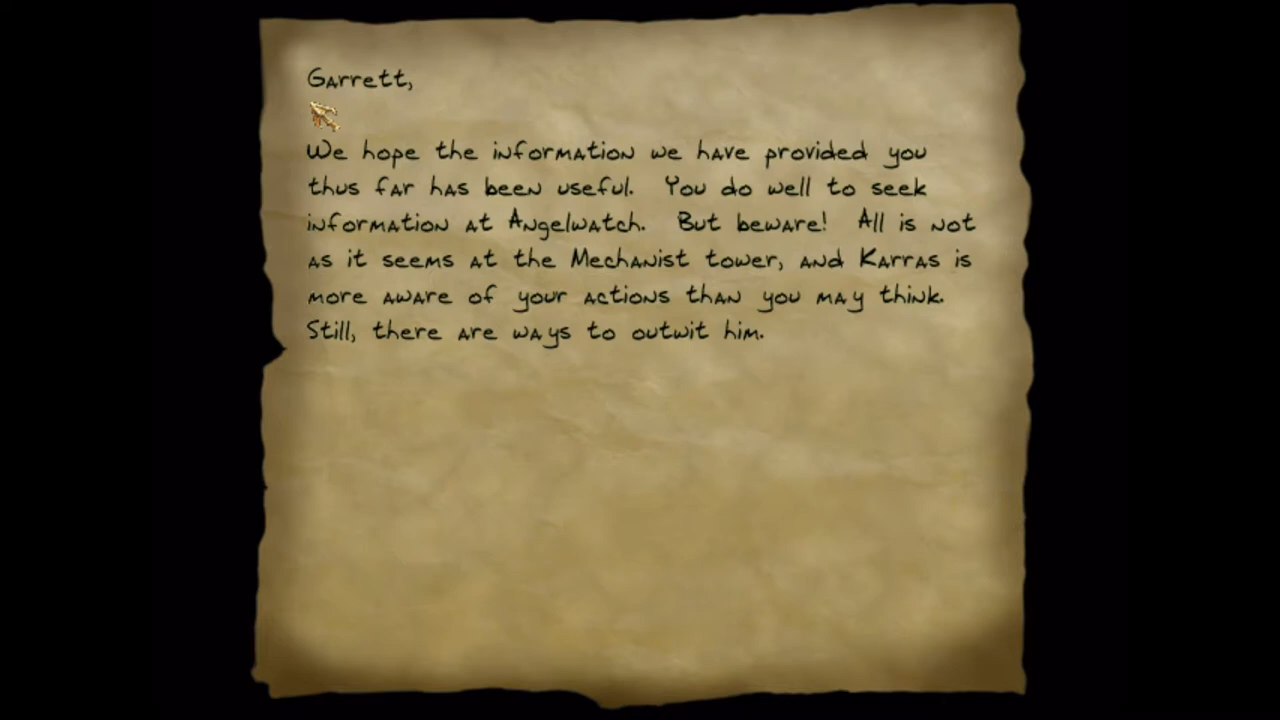 Garrett,
We hope the information we have provided you
thus far has been useful. You do well to seek
information at Angelwatch. But beware! All is not
as it seems at the Mechanist tower, and Karras is
more aware of your actions than you may think.
Still, there are ways to outwit him.